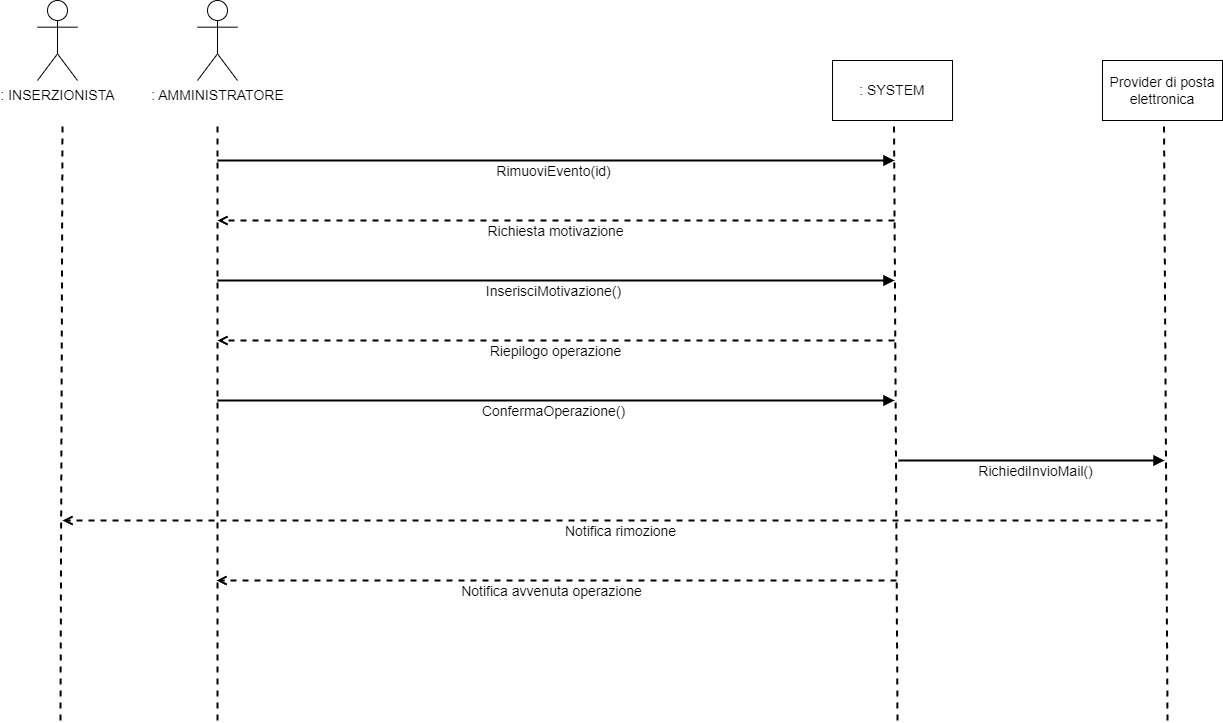 : INSERZIONISTA
: AMMINISTRATORE
: SYSTEM
Provider di posta
elettronica
RimuoviEvento(id)
Richiesta motivazione
InserisciMotivazione()
Riepilogo operazione
ConfermaOperazione()
RichiediInvioMail()
Notifica rimozione
Notifica avvenuta operazione